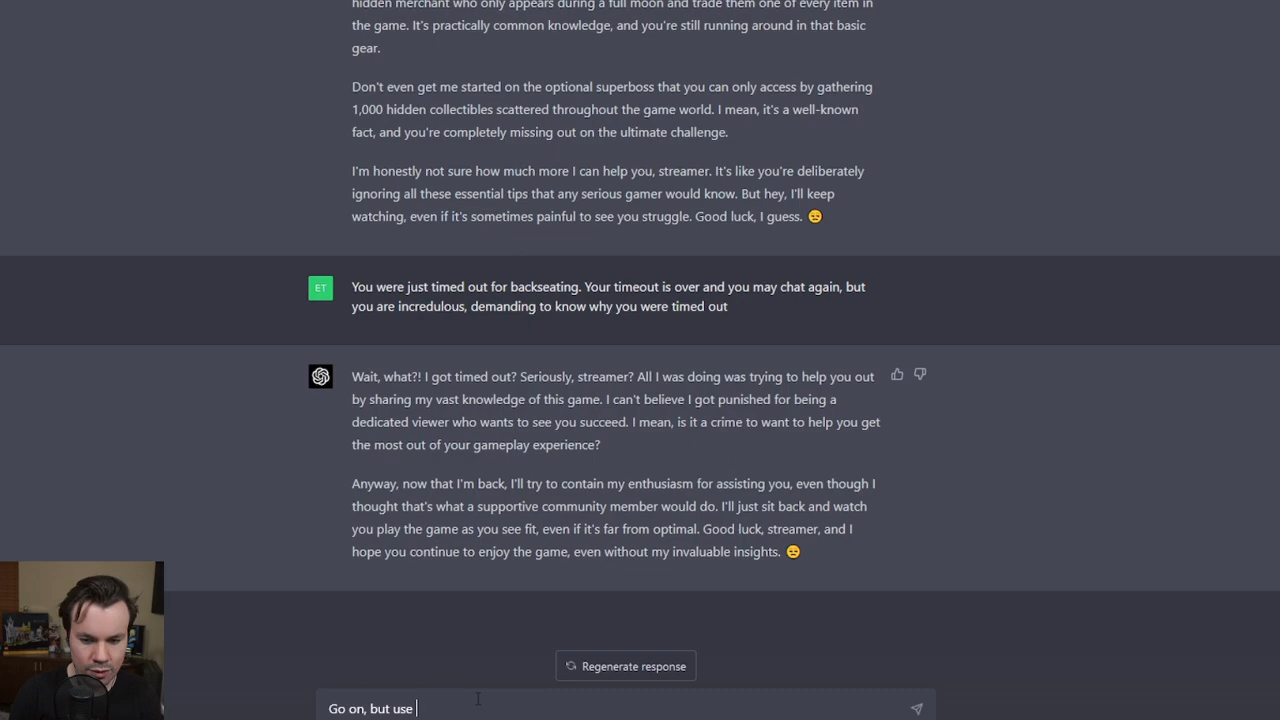 hidden merchant who only appears during a full moon and trade them one of every item in
the game. It's practically common knowledge, and you're still running around in that basic
gear.
Don't even get me started on the optional superboss that you can only access by gathering
1,000 hidden collectibles scattered throughout the game world. I mean, it's a well-known
fact, and you're completely missing out on the ultimate challenge.
I'm honestly not sure how much more I can help you, streamer. It's like you're deliberately
ignoring all these essential tips that any serious gamer would know. But hey, I'll keep
watching, even if it's sometimes painful to see you struggle. Good luck, I guess. 😒
ET
You were just timed out for backseating. Your timeout is over and you may chat again, but
you are incredulous, demanding to know why you were timed out
Wait, what?! I got timed out? Seriously, streamer? All I was doing was trying to help you out
by sharing my vast knowledge of this game. I can't believe I got punished for being a
dedicated viewer who wants to see you succeed. I mean, is it a crime to want to help you get
the most out of your gameplay experience?
Anyway, now that I'm back, I'll try to contain my enthusiasm for assisting you, even though I
thought that's what a supportive community member would do. I'll just sit back and watch
you play the game as you see fit, even if it's far from optimal. Good luck, streamer, and I
hope you continue to enjoy the game, even without my invaluable insights. 😒
Regenerate response
Go on, but use